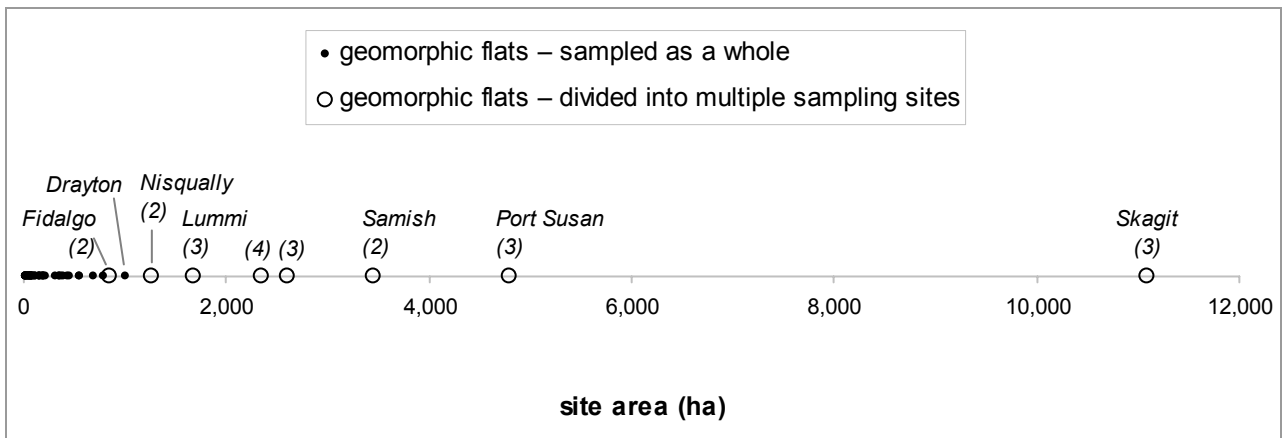 geomorphic flats – sampled as a whole
geomorphic flats – divided into multiple sampling sites
Drayton
Nisqually
(2)
Fidalgo
(2)
Lummi
(3)
(4)
(3)
Samish
(2)
Port Susan
(3)
Skagit
(3)
0
2,000
4,000
6,000
8,000
10,000
12,000
site area (ha)